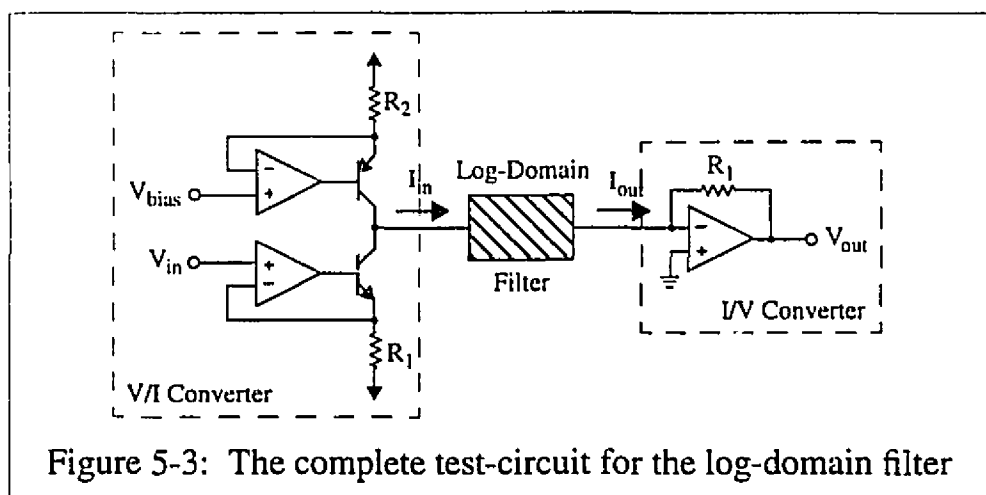 R2
Vbias
-
+
Iin
Log-Domain
Filter
Iout
R1
-
+
Vout
I/V Converter
Vin
+
-
R1
V/I Converter
Figure 5-3: The complete test-circuit for the log-domain filter